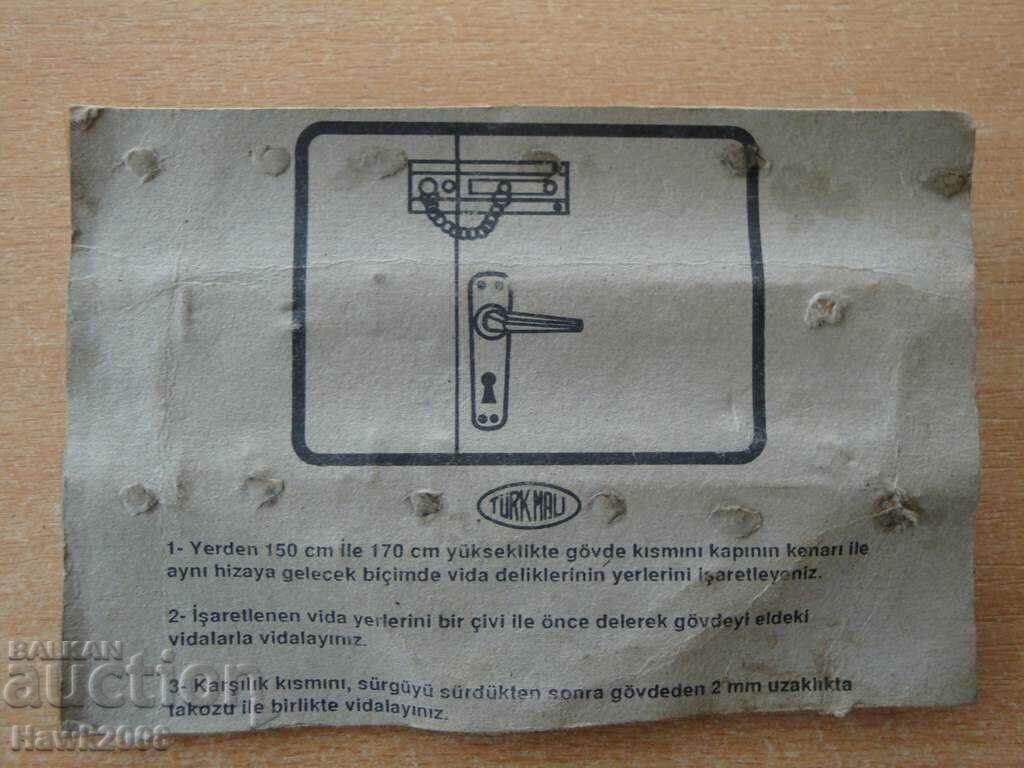 TÜRK MALI
1- Yerden 150 cm ile 170 cm yükseklikte gövde kısmını kapının kenarı ile
aynı hizaya gelecek biçimde vida deliklerinin yerlerini işaretleyeniz.
2- İşaretlenen vida yerlerini bir çivi ile önce delerek gövdeyi eldeki
vidalarla vidalayınız.
3- Karşılık kısmını, sürgüyü sürdükten sonra gövdeden 2 mm uzaklıkta
takozu ile birlikte vidalayınız.
BALKAN
auction
Hawk2008